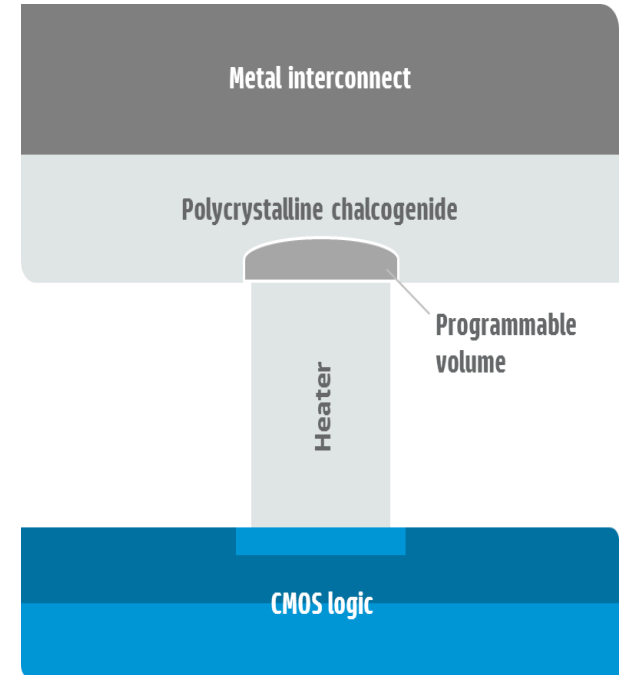 Metal interconnect
Polycrystalline chalcogenide
Programmable
volume
Heater
CMOS logic